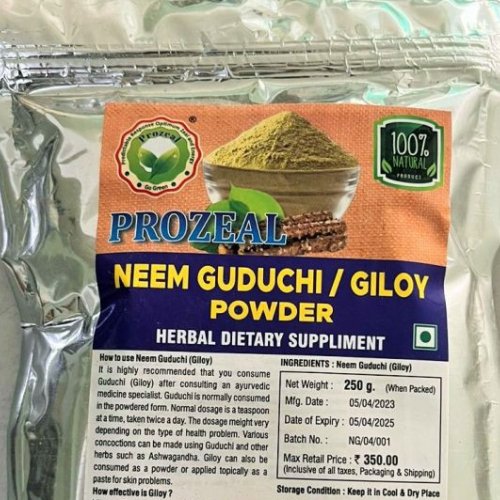 Prozeal
Go Green
®
100%
NATURAL
PRODUCT
PROZEAL
NEEM GUDUCHI / GILOY
POWDER
HERBAL DIETARY SUPPLIMENT
How to use Neem Guduchi (Giloy)
It is highly recommended that you consume
Guduchi (Giloy) after consulting an ayurvedic
medicine specialist. Guduchi is normally consumed
in the powdered form. Normal dosage is a teaspoon
at a time, taken twice a day. The dosage meight very
depending on the type of health problem. Various
concoctions can be made using Guduchi and other
herbs such as Ashwagandha. Giloy can also be
consumed as a powder or applied topically as a
paste for skin problems.
How effective is Giloy ?
INGREDIENTS : Neem Guduchi (Giloy)
Net Weight : 250 g. (When Packed)
Mfg. Date : 05/04/2023
Date of Expiry : 05/04/2025
Batch No. : NG/04/001
Max Retail Price : ₹ 350.00
(Inclusive of all taxes, Packaging & Shipping)
Storage Condition : Keep it in Cool & Dry Place